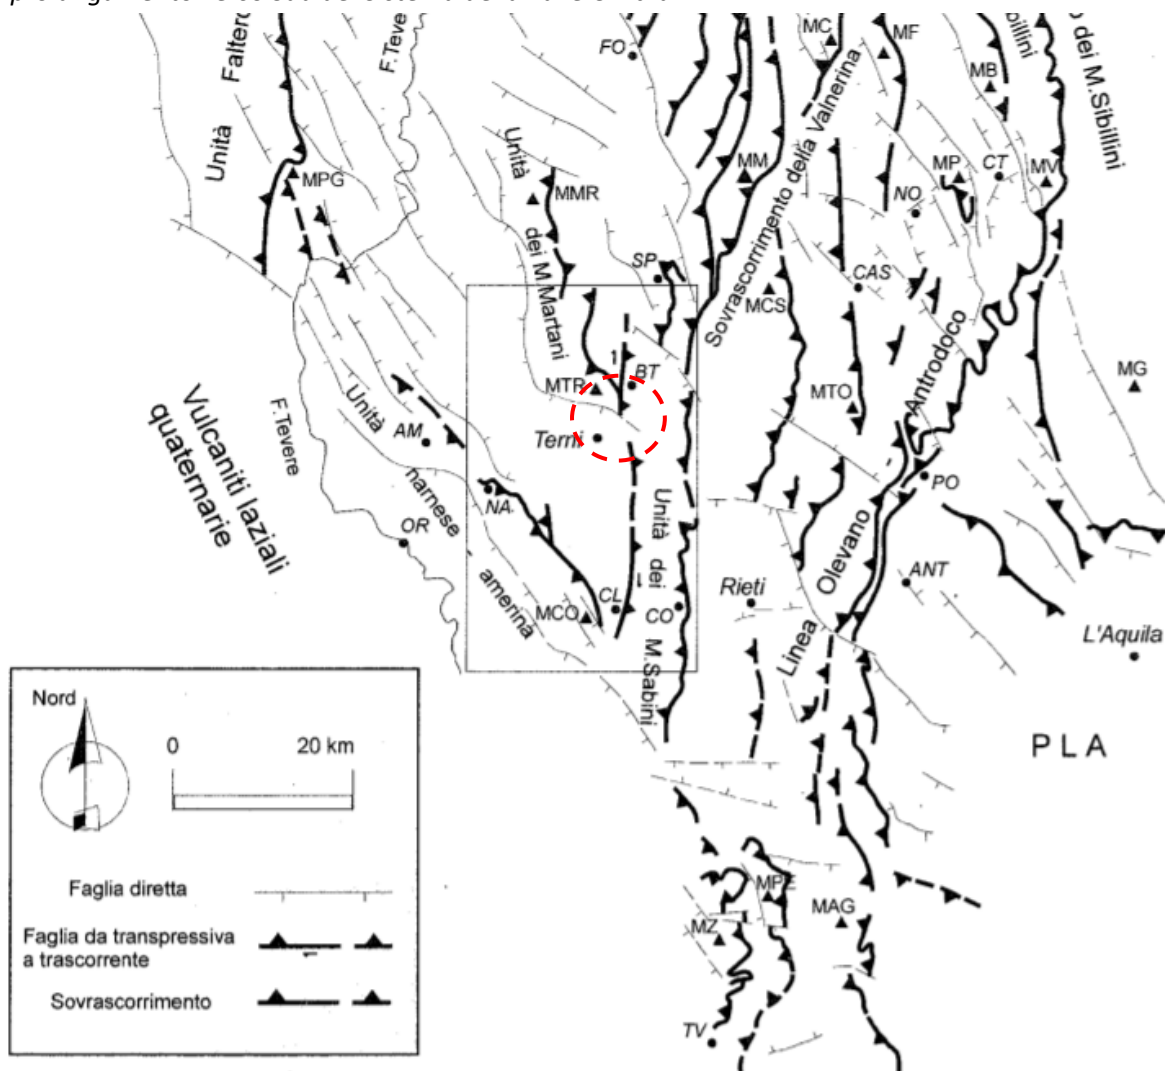 Unità
Faltero
F.Tevere
FO
MC
MF
MB
Sibillini
o dei M.Sibillini
MPG
Unità
dei M.Martani
MMR
MM
Sovrascorrimento della Valnerina
MP
CT
MV
NO
SP
MCS
CAS
MTR
BT
MTO
Antrodoco
MG
Vulcaniti laziali
quaternarie
F.Tevere
Unità
narnese
amerina
AM
Terni
NA
OR
PO
Unità dei M.Sabini
Olevano
Linea
ANT
Rieti
MCO
CL
CO
L'Aquila
PLA
Nord
0 20 km
Faglia diretta
Faglia da transpressiva
a trascorrente
Sovrascorrimento
MPE
MAG
MZ
TV